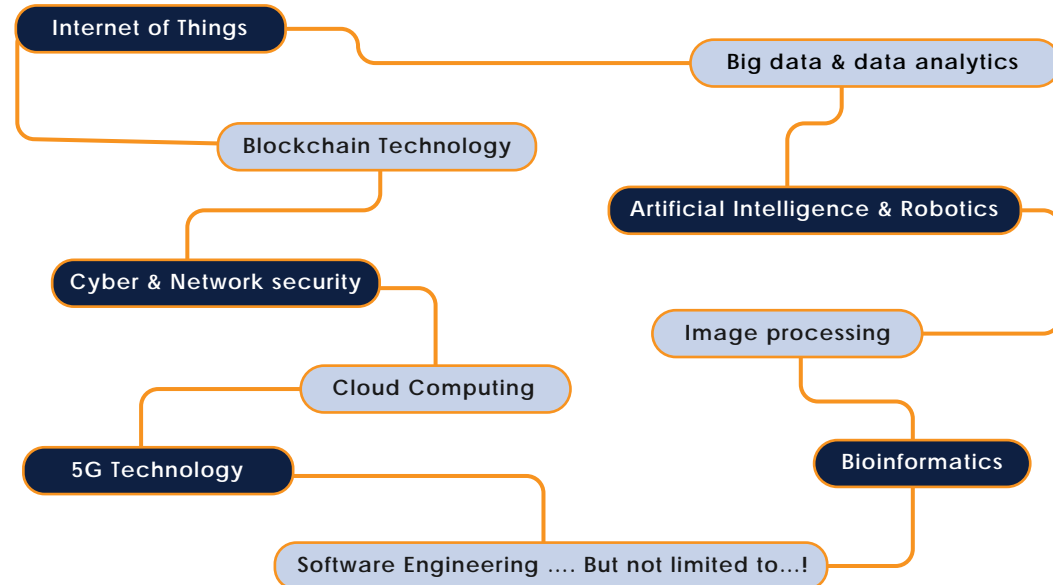 Internet of Things
Big data & data analytics
Blockchain Technology
Artificial Intelligence & Robotics
Cyber & Network security
Image processing
Cloud Computing
5G Technology
Bioinformatics
Software Engineering .... But not limited to...!